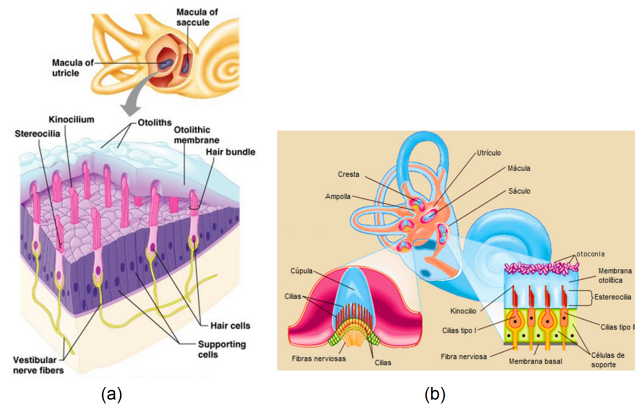 Macula of
saccule
Macula of
utricle
Kinocilium
Stereocilia
Otoliths
Otolithic
membrane
Hair bundle
Hair cells
Supporting
cells
Vestibular
nerve fibers
(a)
Utrículo
Mácula
Cresta
Ampolla
Sáculo
otoconia
Membrana
otolítica
Cúpula
Cilias
Kinocilio
Estereocilia
Cilias tipo I
Cilias tipo II
Fibras nerviosas
Cilias
Fibra nerviosa
Membrana basal
Células de
soporte
(b)